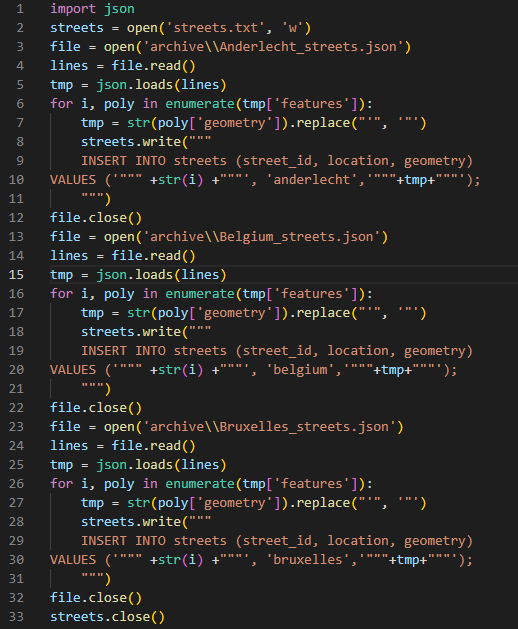 1 import json
2 streets = open('streets.txt', 'w')
3 file = open('archive\\Anderlecht_streets.json')
4 lines = file.read()
5 tmp = json.loads(lines)
6 for i, poly in enumerate(tmp['features']):
7     tmp = str(poly['geometry']).replace("'", '"')
8     streets.write("""
9     INSERT INTO streets (street_id, location, geometry)
10 VALUES ('""" +str(i) +"""', 'anderlecht','"""+tmp+"""');
11     """)
12 file.close()
13 file = open('archive\\Belgium_streets.json')
14 lines = file.read()
15 tmp = json.loads(lines)
16 for i, poly in enumerate(tmp['features']):
17     tmp = str(poly['geometry']).replace("'", '"')
18     streets.write("""
19     INSERT INTO streets (street_id, location, geometry)
20 VALUES ('""" +str(i) +"""', 'belgium','"""+tmp+"""');
21     """)
22 file.close()
23 file = open('archive\\Bruxelles_streets.json')
24 lines = file.read()
25 tmp = json.loads(lines)
26 for i, poly in enumerate(tmp['features']):
27     tmp = str(poly['geometry']).replace("'", '"')
28     streets.write("""
29     INSERT INTO streets (street_id, location, geometry)
30 VALUES ('""" +str(i) +"""', 'bruxelles','"""+tmp+"""');
31     """)
32 file.close()
33 streets.close()